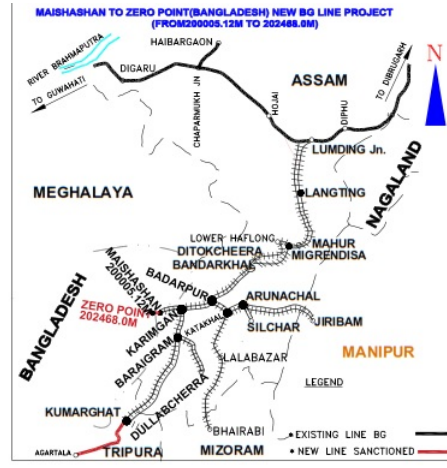 MAISHASHAN TO ZERO POINT(BANGLADESH) NEW BG LINE PROJECT
(FROM200005.12M TO 202468.0M)
RIVER BRAHMAPUTRA
HAIBARGAON
DIGARU
TO GUWAHATI
CHAPARMUKH JN
ASSAM
HOJAI
DIPHU
TO DIBRUGARH
N
LUMDING Jn.
MEGHALAYA
LANGTING
NAGALAND
LOWER HAFLONG
MAHUR
DITOKCHEERA
MIGRENDISA
BANDARKHAL
MAISHASHAN
200005.12M
BADARPUR
ARUNACHAL
ZERO POINT
202468.0M
KARIMGANJ
KATAKHAL
SILCHAR
JIRIBAM
BANGLADESH
BARAIGRAM
LALABAZAR
MANIPUR
DULLABCHERRA
LEGEND
KUMARGHAT
BHAIRABI
EXISTING LINE BG
AGARTALA
TRIPURA
MIZORAM
NEW LINE SANCTIONED